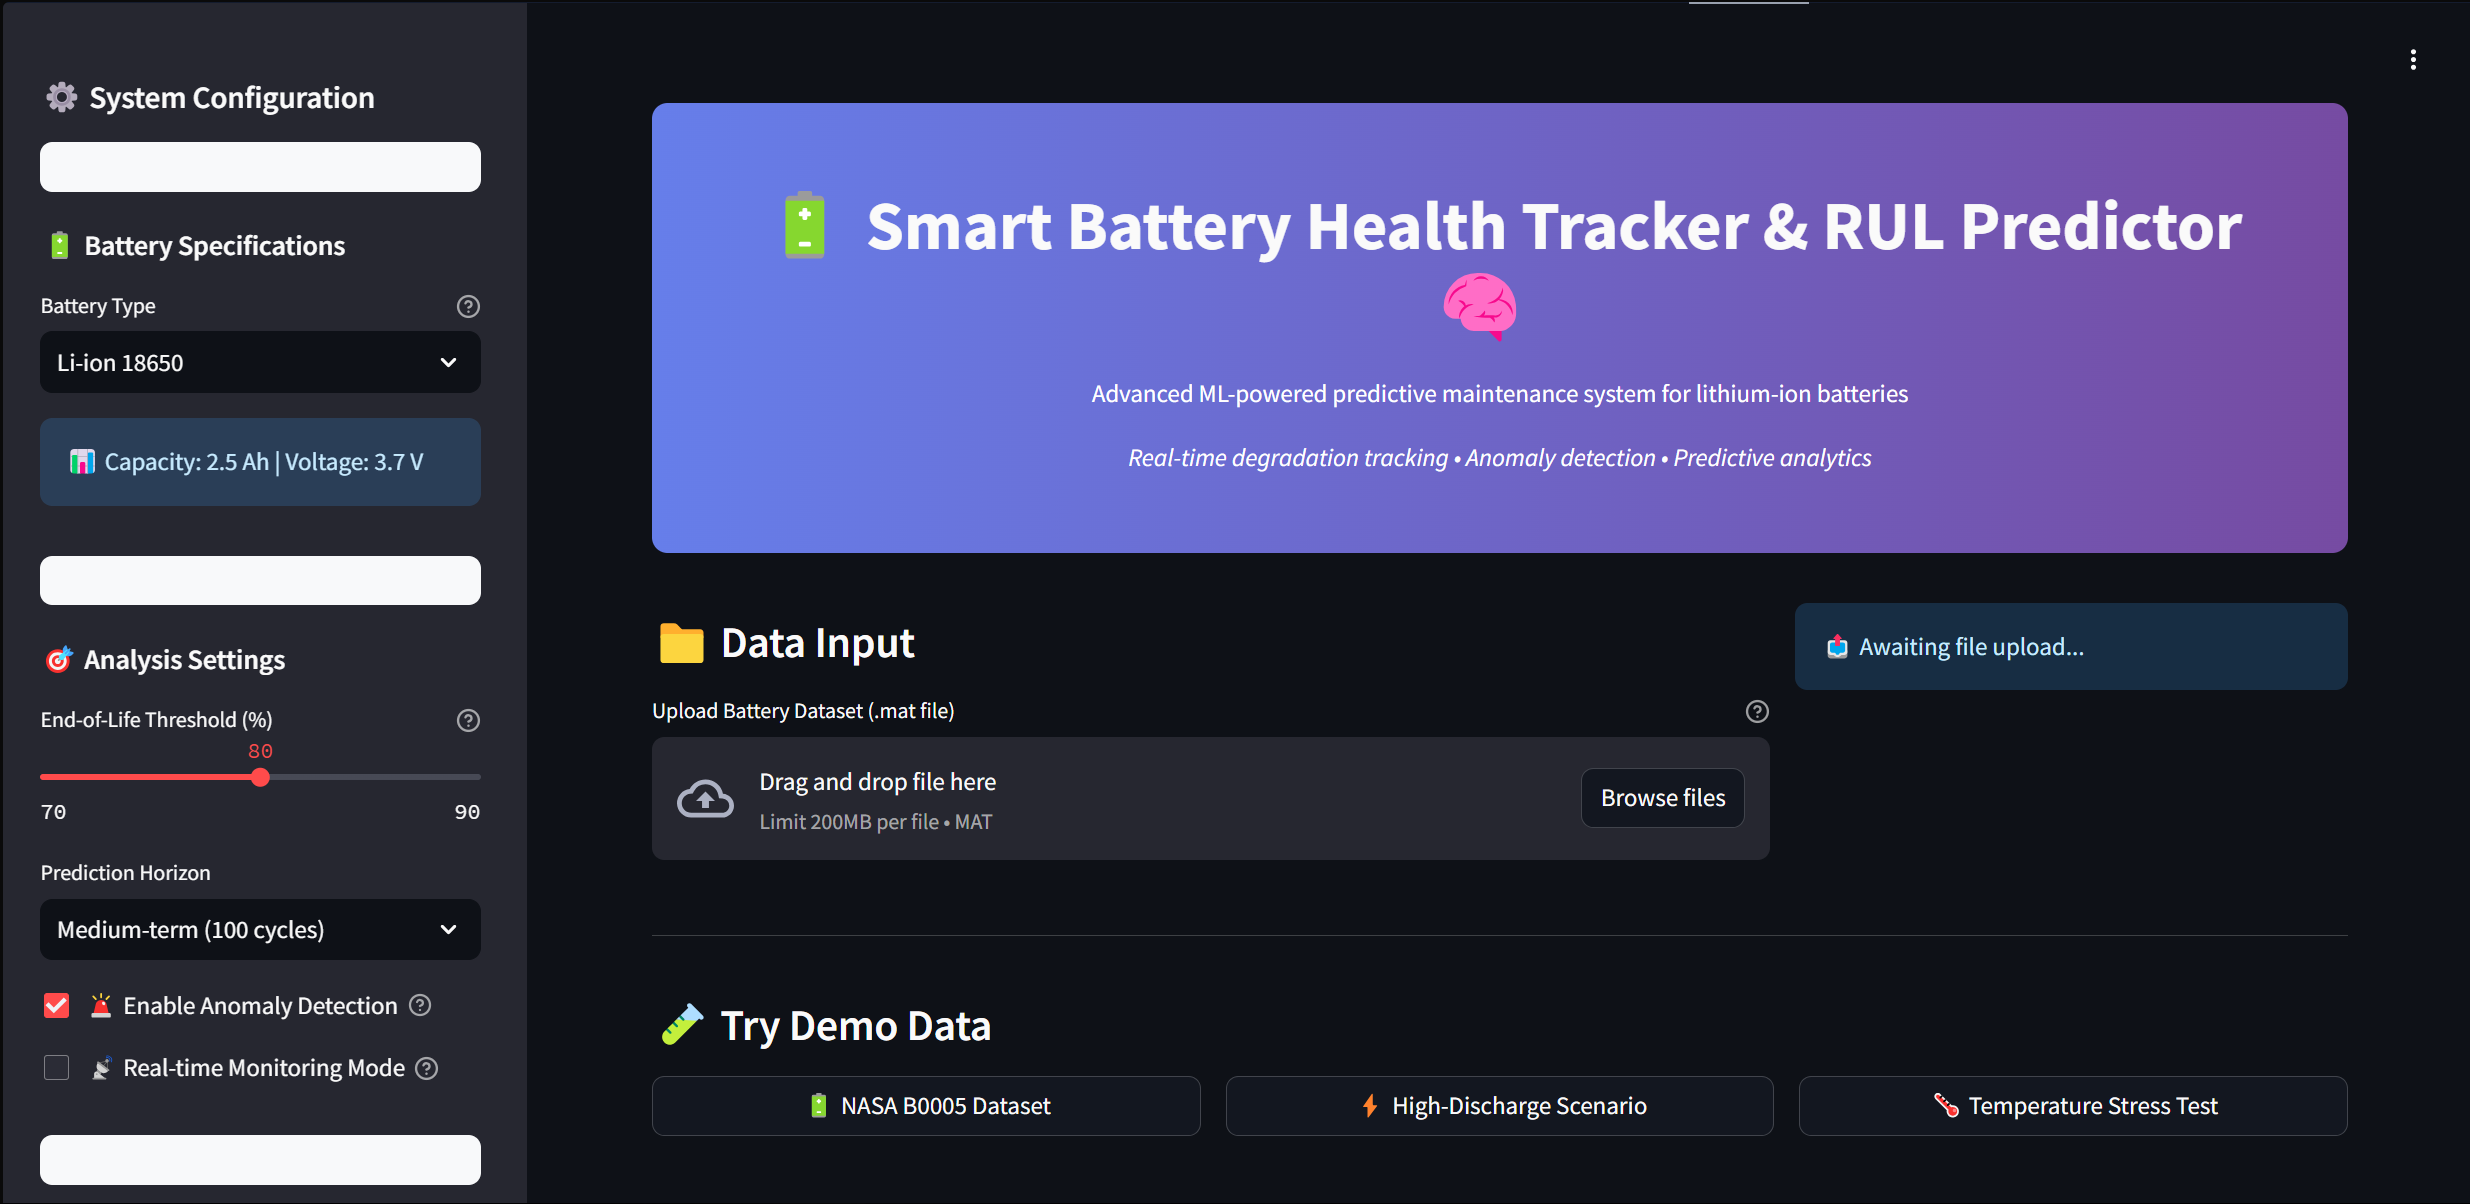 System Configuration
Battery Specifications
Battery Type
Li-ion 18650
Capacity: 2.5 Ah | Voltage: 3.7 V
Analysis Settings
End-of-Life Threshold (%)
80
70 90
Prediction Horizon
Medium-term (100 cycles)
Enable Anomaly Detection
Real-time Monitoring Mode
Smart Battery Health Tracker & RUL Predictor
Advanced ML-powered predictive maintenance system for lithium-ion batteries
Real-time degradation tracking • Anomaly detection • Predictive analytics
Data Input
Awaiting file upload...
Upload Battery Dataset (.mat file)
Drag and drop file here
Limit 200MB per file • MAT
Browse files
Try Demo Data
NASA B0005 Dataset
High-Discharge Scenario
Temperature Stress Test